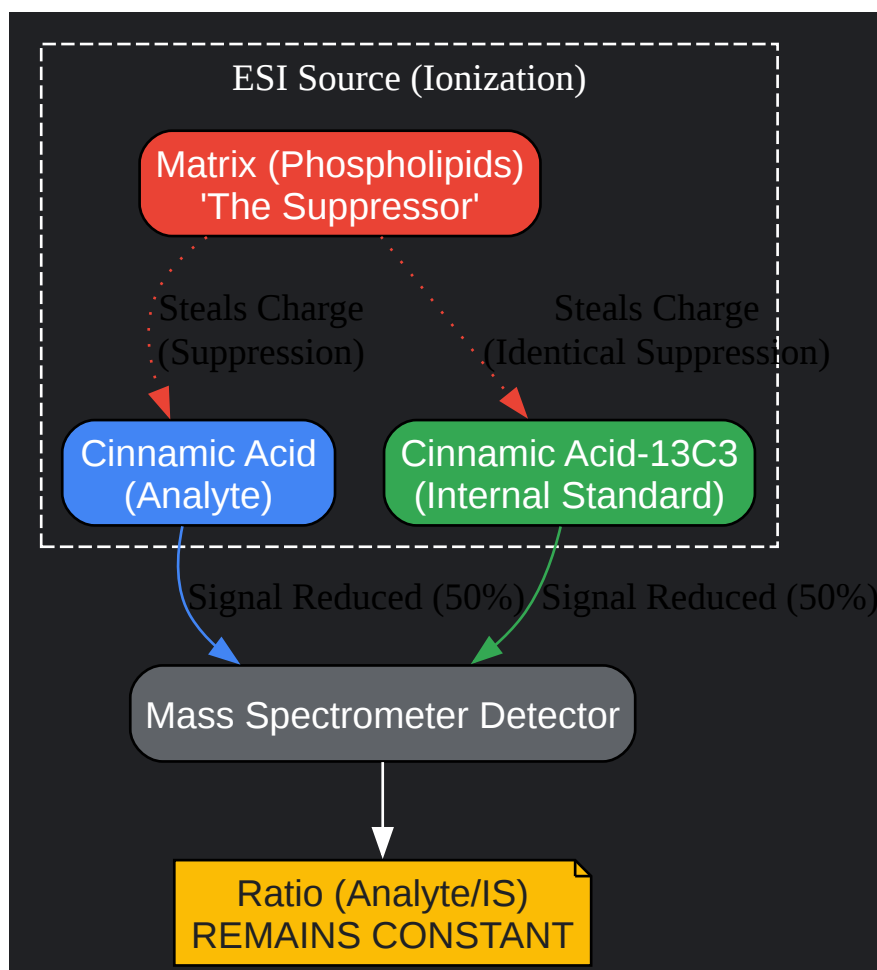 ESI Source (Ionization)
Matrix (Phospholipids)
'The Suppressor'
Steals Charge
(Suppression)
Steals Charge
(Identical Suppression)
Cinnamic Acid
(Analyte)
Cinnamic Acid-13C3
(Internal Standard)
Signal Reduced (50%)
Signal Reduced (50%)
Mass Spectrometer Detector
Ratio (Analyte/IS)
REMAINS CONSTANT